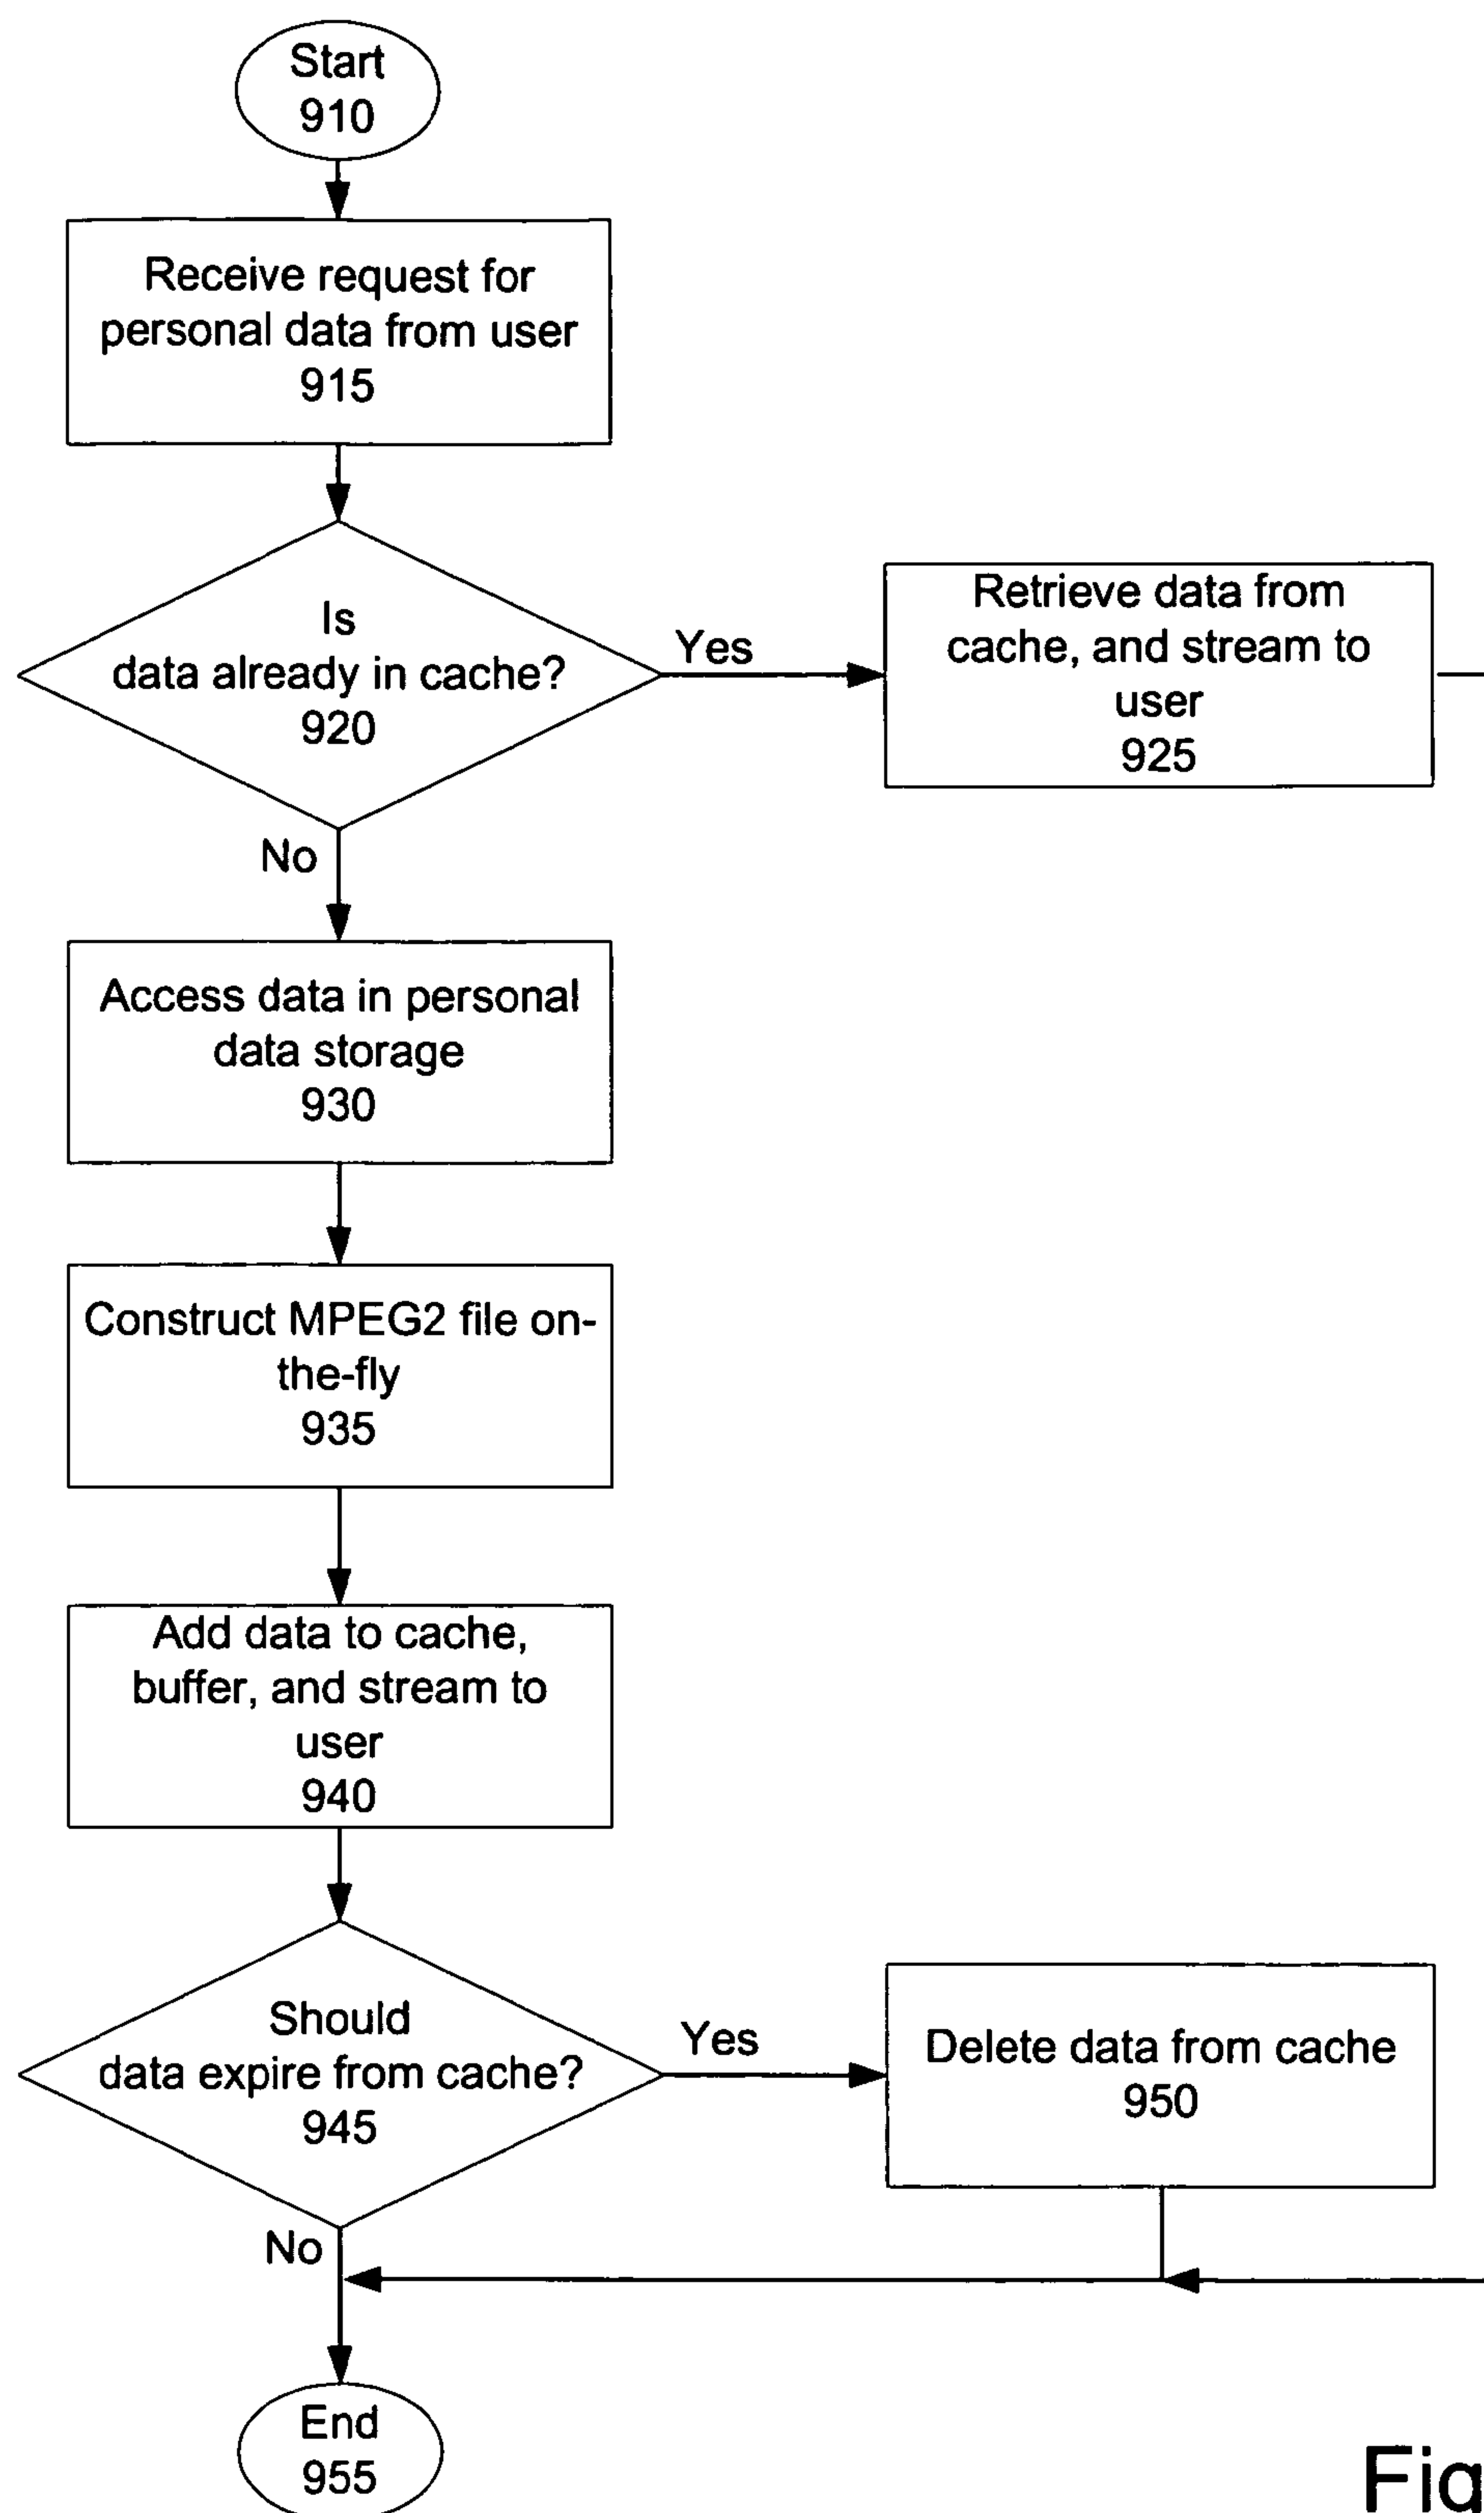 Start
910
Receive request for
personal data from user
915
Is
data already in cache?
920
Yes
Retrieve data from
cache, and stream to
user
925
No
Access data in personal
data storage
930
Construct MPEG2 file on-
the-fly
935
Add data to cache,
buffer, and stream to
user
940
Should
data expire from cache?
945
Yes
Delete data from cache
950
No
End
955
Fig